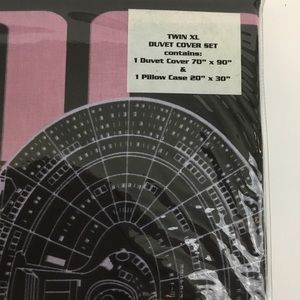 TWIN XL
DUVET COVER SET
contains:
1 Duvet Cover 70" x 90"
&
1 Pillow Case 20" x 30"